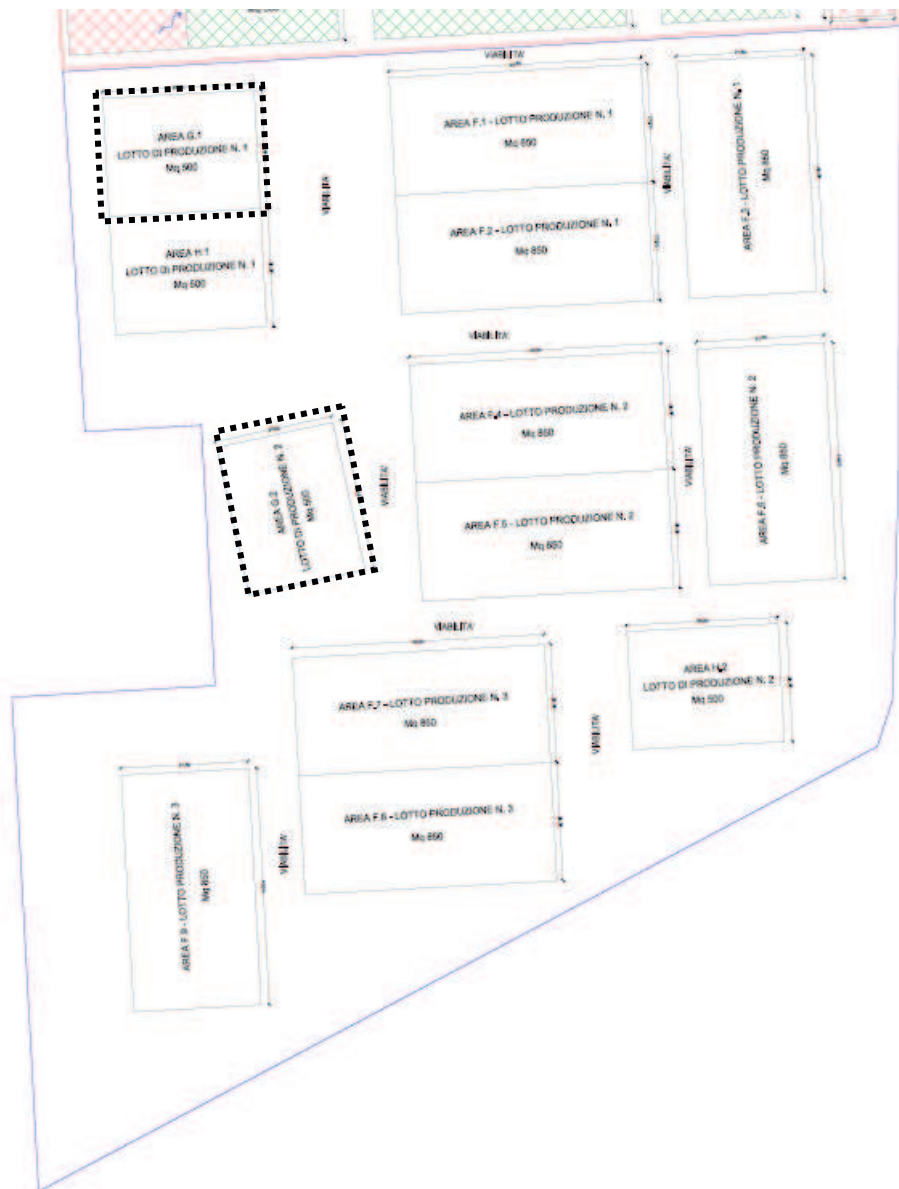 VIABILITA'
AREA G.1
LOTTO DI PRODUZIONE N. 1
Mq 500
AREA H.1
LOTTO DI PRODUZIONE N. 1
Mq 500
VIABILITA'
AREA F.1 - LOTTO PRODUZIONE N. 1
Mq 850
AREA F.2 - LOTTO PRODUZIONE N. 1
Mq 850
VIABILITA'
AREA F.3 - LOTTO PRODUZIONE N. 1
Mq 850
VIABILITA'
AREA G.2
LOTTO DI PRODUZIONE N. 2
Mq 500
VIABILITA'
AREA F.4 - LOTTO PRODUZIONE N. 2
Mq 850
AREA F.5 - LOTTO PRODUZIONE N. 2
Mq 850
VIABILITA'
LOTTO PRODUZIONE N. 2
Mq 850
VIABILITA'
AREA F.7 - LOTTO PRODUZIONE N. 3
Mq 850
LOTTO PRODUZIONE N. 3
Mq 850
VIABILITA'
AREA H.2
LOTTO DI PRODUZIONE N. 2
Mq 500
AREA F.9 - LOTTO PRODUZIONE N. 3
Mq 850
VIABILITA'